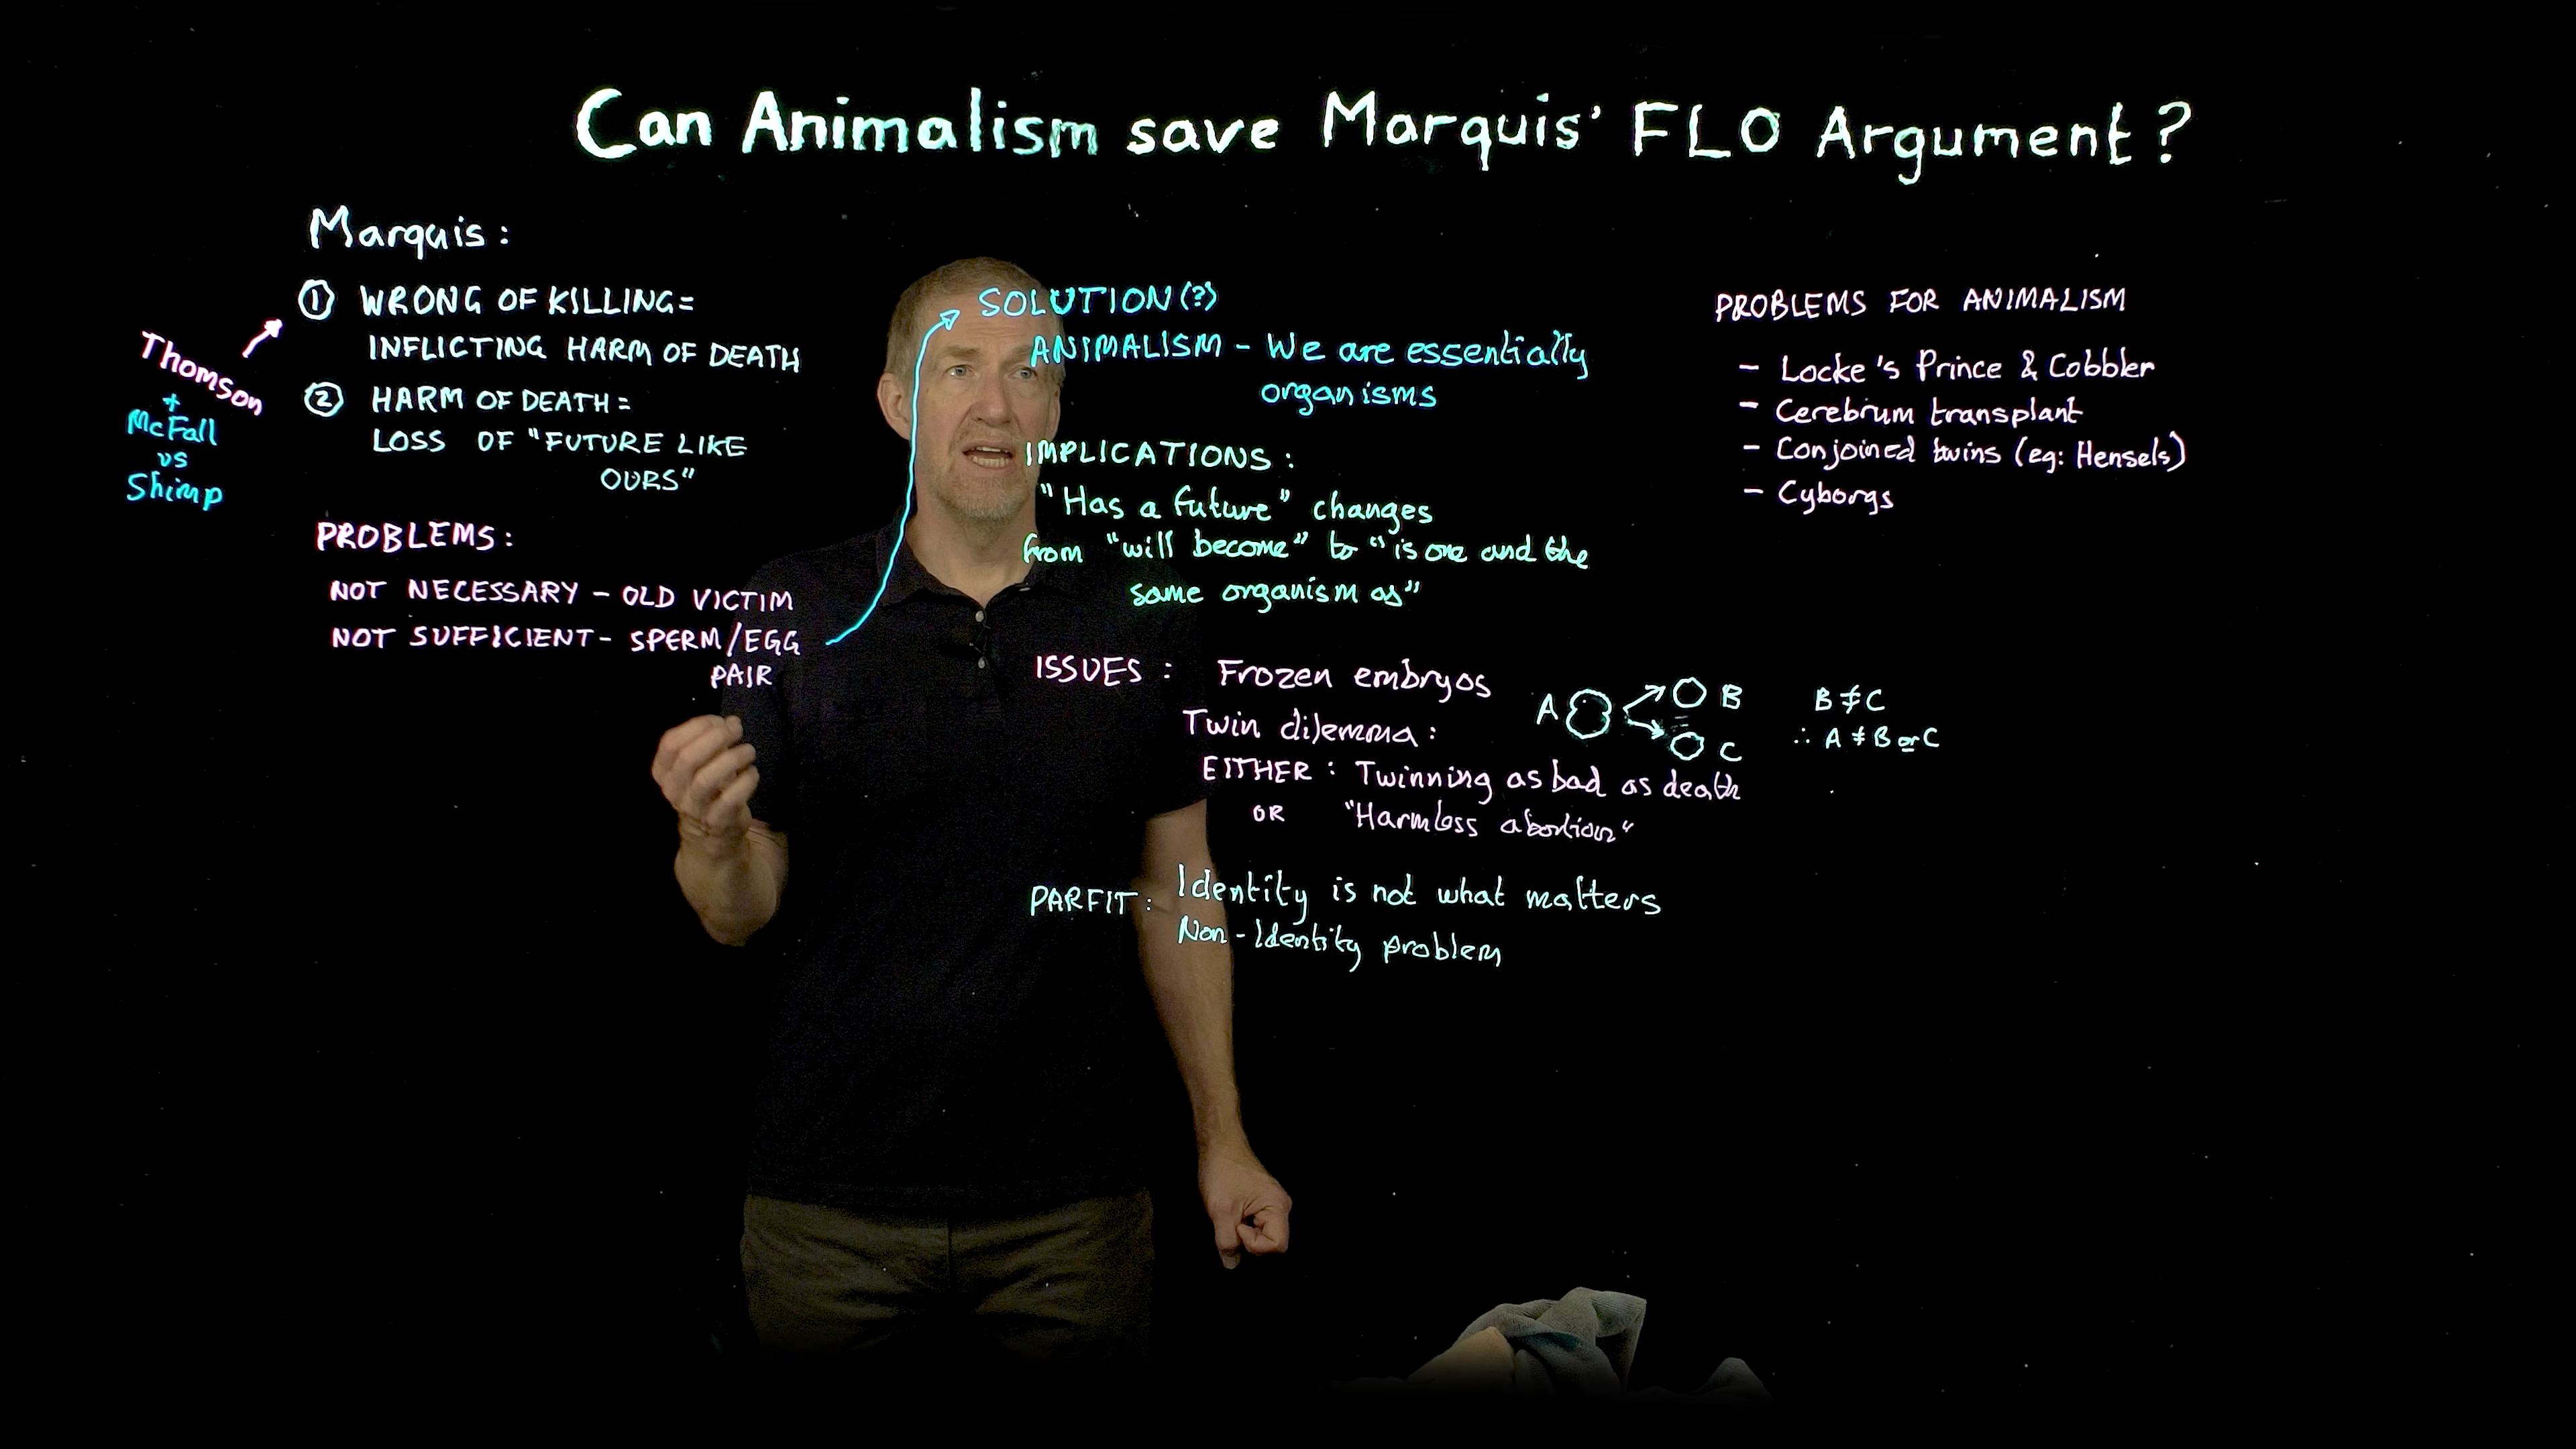 Can Animalism save Marquis' FLO Argument?
Marquis:
① WRONG OF KILLING =
INFLICTING HARM OF DEATH
② HARM OF DEATH =
LOSS OF "FUTURE LIKE
OURS"
Thomson
+
McFall
vs
Shimp
PROBLEMS:
NOT NECESSARY - OLD VICTIM
NOT SUFFICIENT - SPERM/EGG
PAIR
SOLUTION(?)
ANIMALISM - We are essentially
organisms
IMPLICATIONS:
"Has a future" changes
from "will become" to "is one and the
same organism as"
ISSUES: Frozen embryos
Twin dilemma:
EITHER: Twinning as bad as death
OR "Harmless abortion"
A B C
B ≠ C
∴ A ≠ B or C
PARFIT: Identity is not what matters
Non-Identity problem
PROBLEMS FOR ANIMALISM
- Locke's Prince & Cobbler
- Cerebrum transplant
- Conjoined twins (eg: Hensels)
- Cyborgs